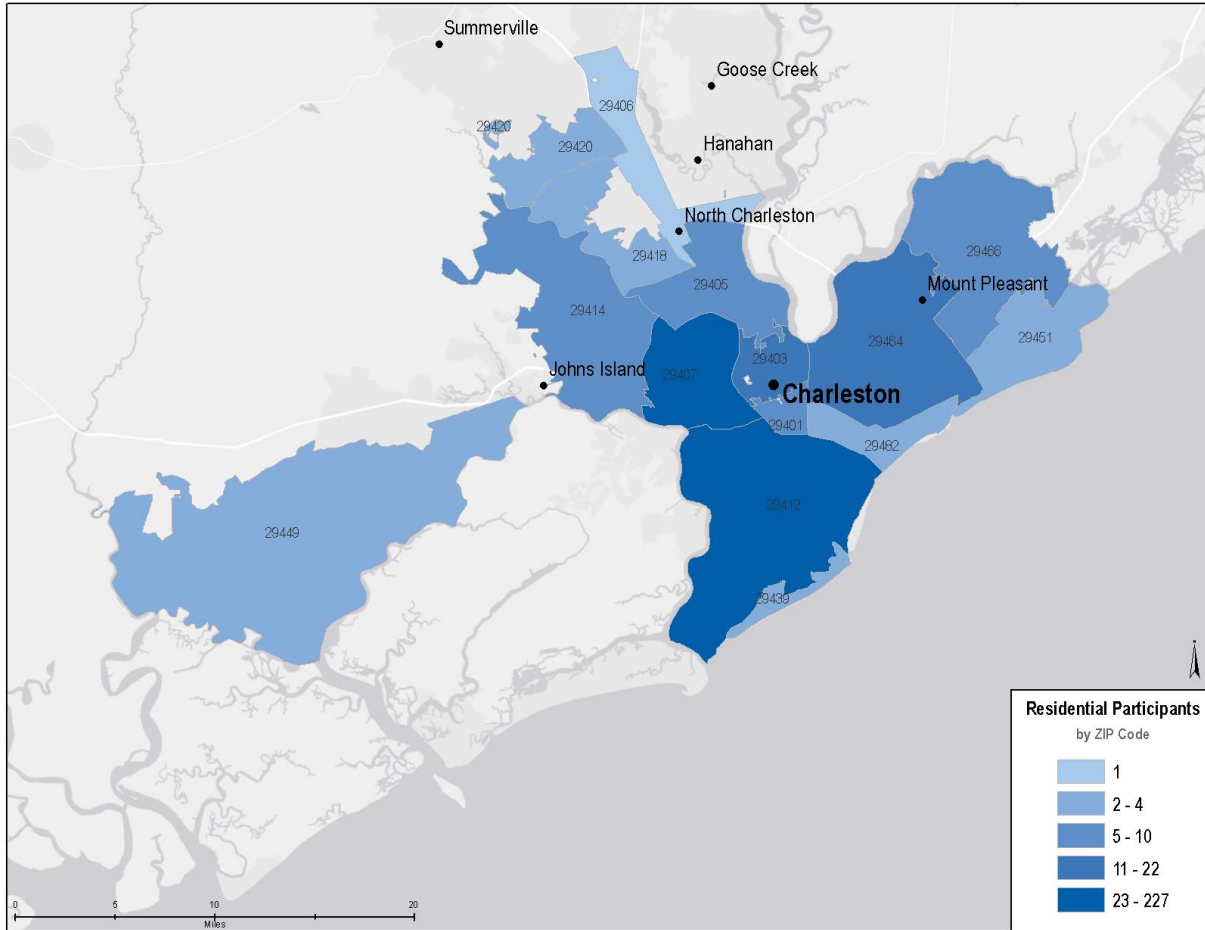 Summerville
Goose Creek
29406
29420
29420
Hanahan
North Charleston
29418
29466
29405
Mount Pleasant
29414
29451
29464
29403
Johns Island
29407
Charleston
29401
29482
29412
29449
29439
Residential Participants
by ZIP Code
1
2 - 4
5 - 10
11 - 22
23 - 227
0 5 10 20
Miles